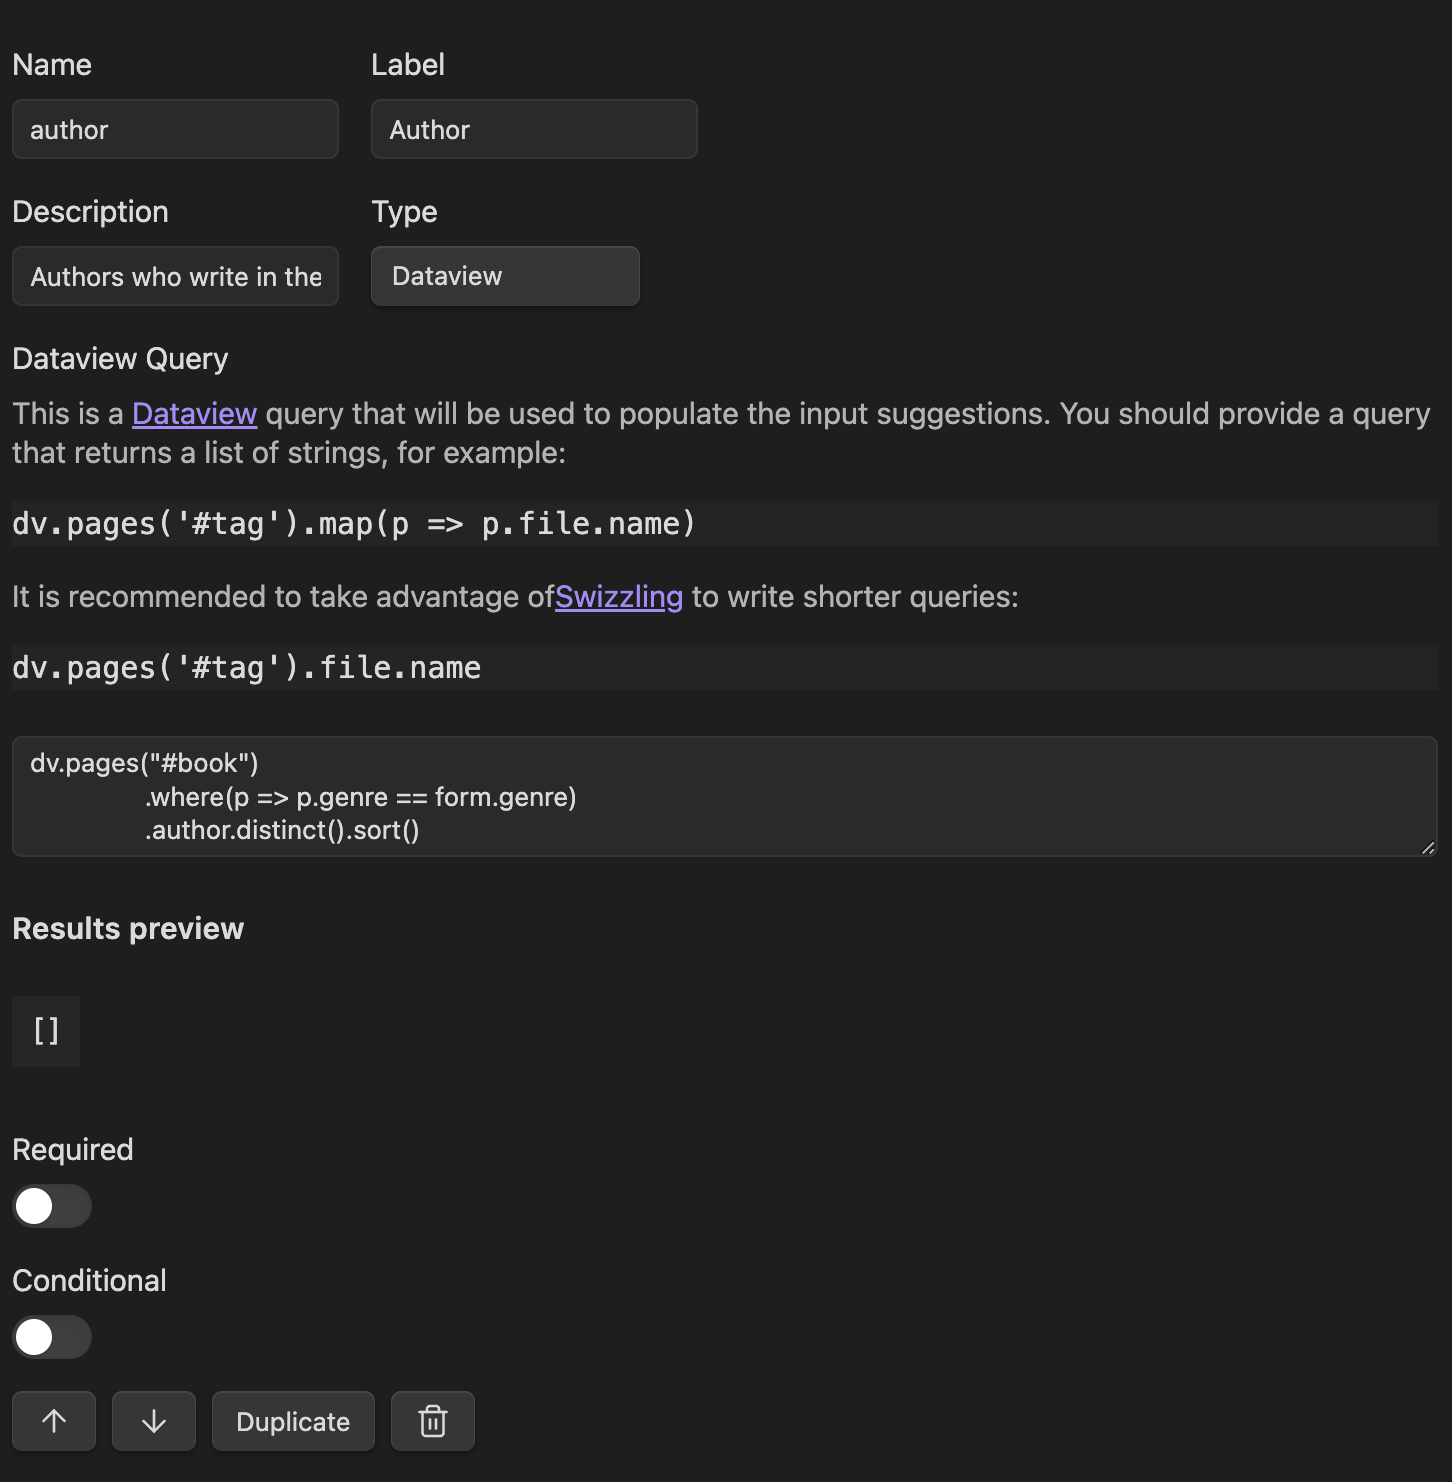 Name Label
author Author
Description Type
Authors who write in the Dataview
Dataview Query
This is a Dataview query that will be used to populate the input suggestions. You should provide a query
that returns a list of strings, for example:
dv.pages('#tag').map(p => p.file.name)
It is recommended to take advantage ofSwizzling to write shorter queries:
dv.pages('#tag').file.name
dv.pages("#book")
.where(p => p.genre == form.genre)
.author.distinct().sort()
Results preview
[]
Required
Conditional
Duplicate